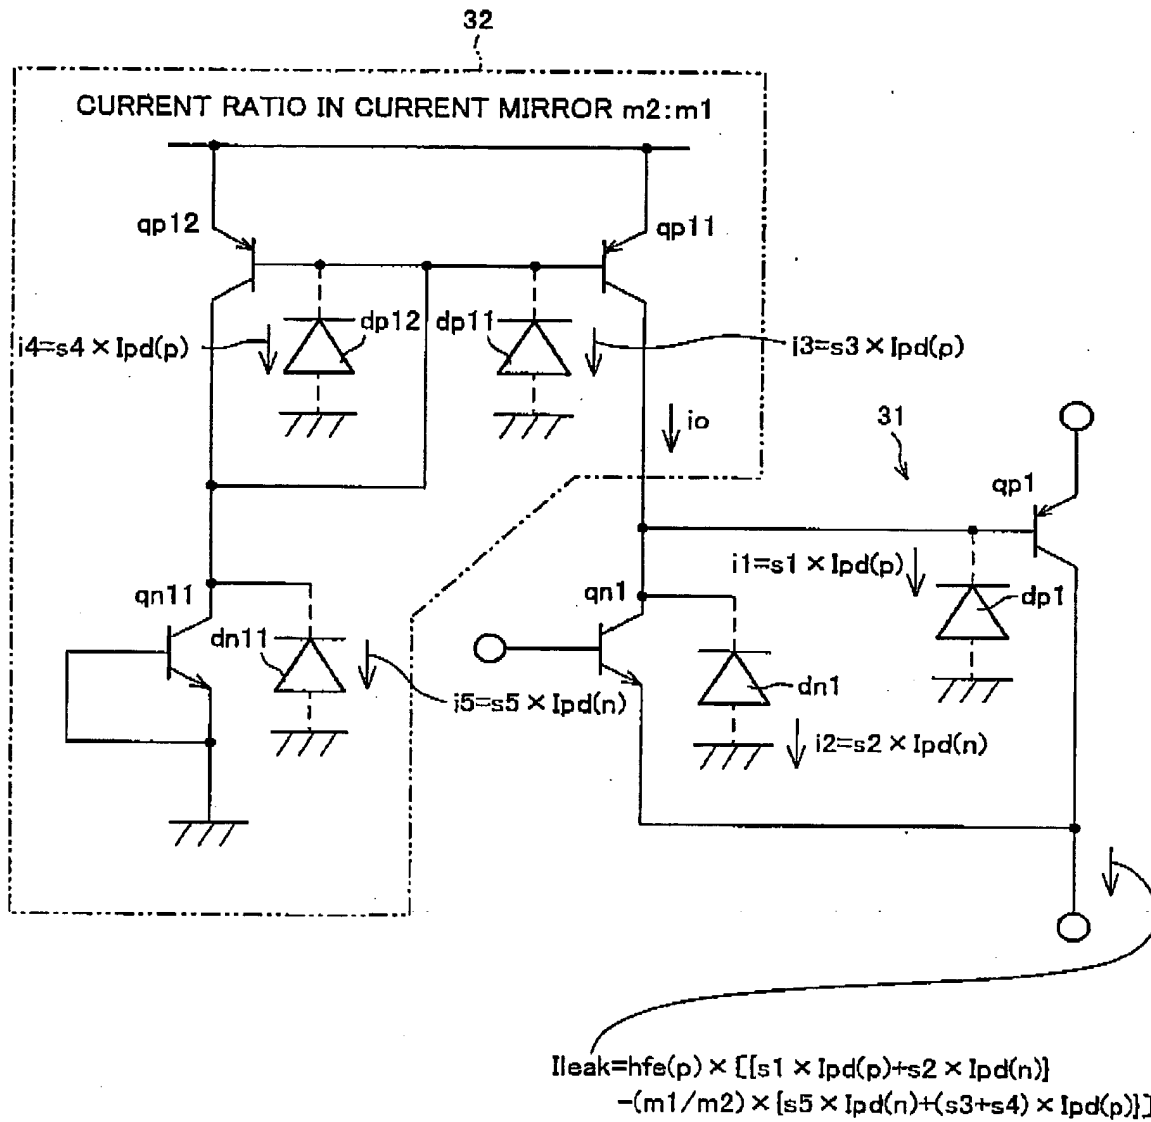 32
CURRENT RATIO IN CURRENT MIRROR m2:m1
qp12
qp11
dp12
dp11
i4=s4 × Ipd(p)
i3=s3 × Ipd(p)
io
31
qp1
i1=s1 × Ipd(p)
dp1
qn11
qn1
dn11
dn1
i5=s5 × Ipd(n)
i2=s2 × Ipd(n)
Ileak=hfe(p) × [{s1 × Ipd(p)+s2 × Ipd(n)}
-(m1/m2) × {s5 × Ipd(n)+(s3+s4) × Ipd(p)}]